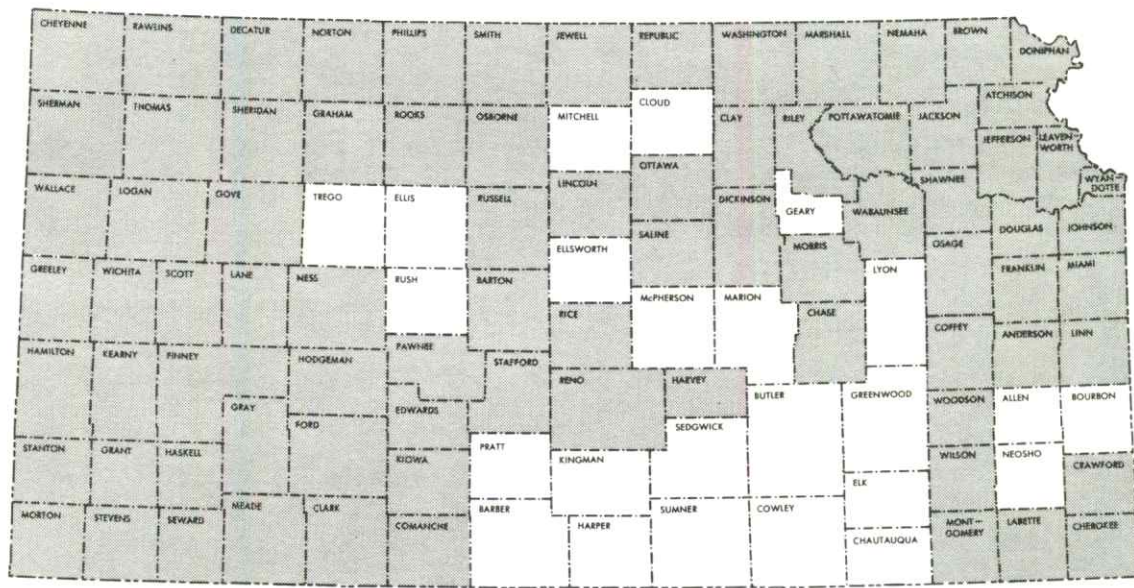 CHEYENNE
RAWLINS
DECATUR
NORTON
PHILLIPS
SMITH
JEWELL
REPUBLIC
WASHINGTON
MARSHALL
NEMAHA
BROWN
DONIPHAN
SHERMAN
THOMAS
SHERIDAN
GRAHAM
ROOKS
OSBORNE
MITCHELL
CLOUD
CLAY
RILEY
POTTAWATOMIE
JACKSON
ATCHISON
JEFFERSON
LEAVEN-
WORTH
OTTAWA
WALLACE
LOGAN
GOVE
TREGO
ELLIS
RUSSELL
LINCOLN
DICKINSON
GEARY
WABAUNSEE
SHAWNEE
WYAN-
DOTTE
SALINE
ELLSWORTH
MORRIS
OSAGE
DOUGLAS
JOHNSON
GREELEY
WICHITA
SCOTT
LANE
NESS
RUSH
BARTON
LYON
FRANKLIN
MIAMI
RICE
McPHERSON
MARION
CHASE
COFFEY
ANDERSON
LINN
HAMILTON
KEARNY
FINNEY
HODGEMAN
PAWNEE
STAFFORD
RENO
HARVEY
BUTLER
GREENWOOD
WOODSON
ALLEN
BOURBON
GRAY
FORD
EDWARDS
SEDGWICK
STANTON
GRANT
HASKELL
KIOWA
PRATT
KINGMAN
ELK
WILSON
NEOSHO
CRAWFORD
MORTON
STEVENS
SEWARD
MEADE
CLARK
COMANCHE
BARBER
HARPER
SUMNER
COWLEY
CHAUTAUQUA
MONT-
GOMERY
LABETTE
CHEROKEE